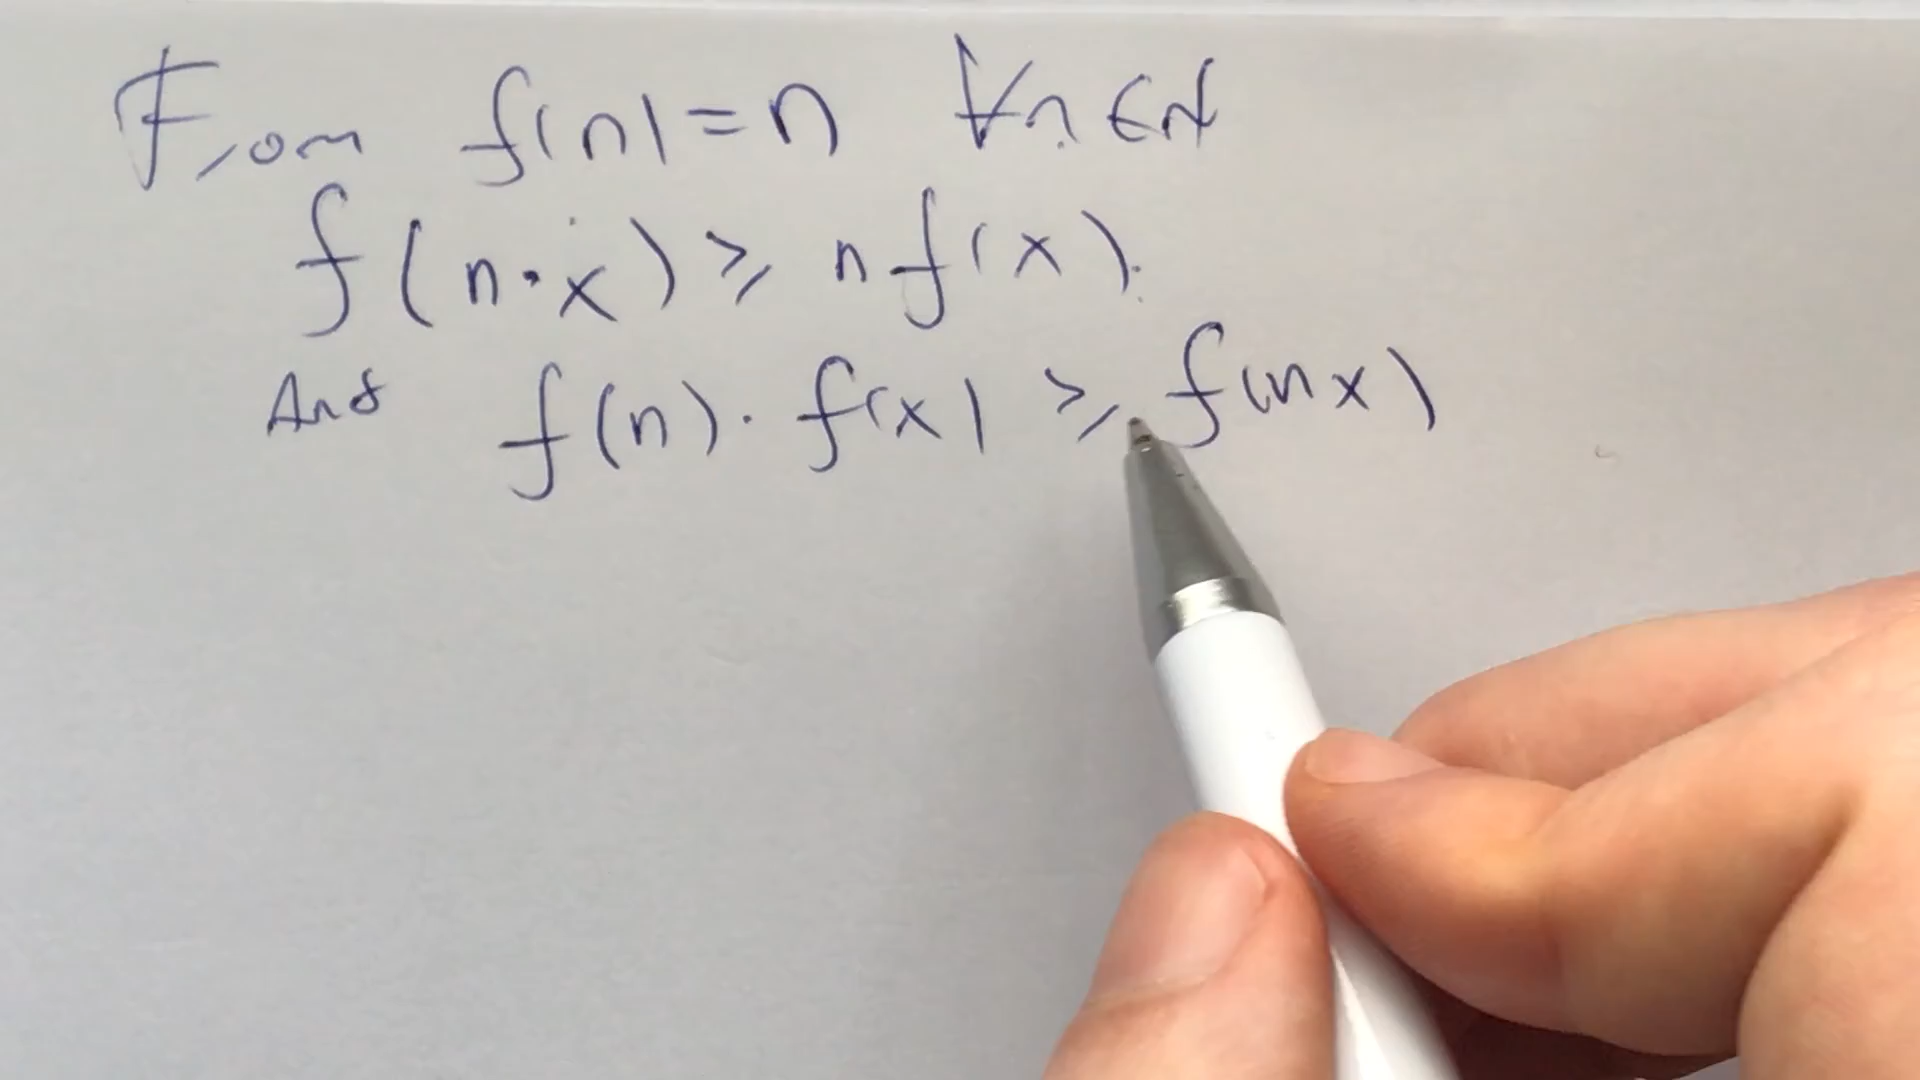 From f(n)=n ∀n∈ℕ
f(n·x) ≥ nf(x).
And f(n)·f(x) ≥ f(nx)